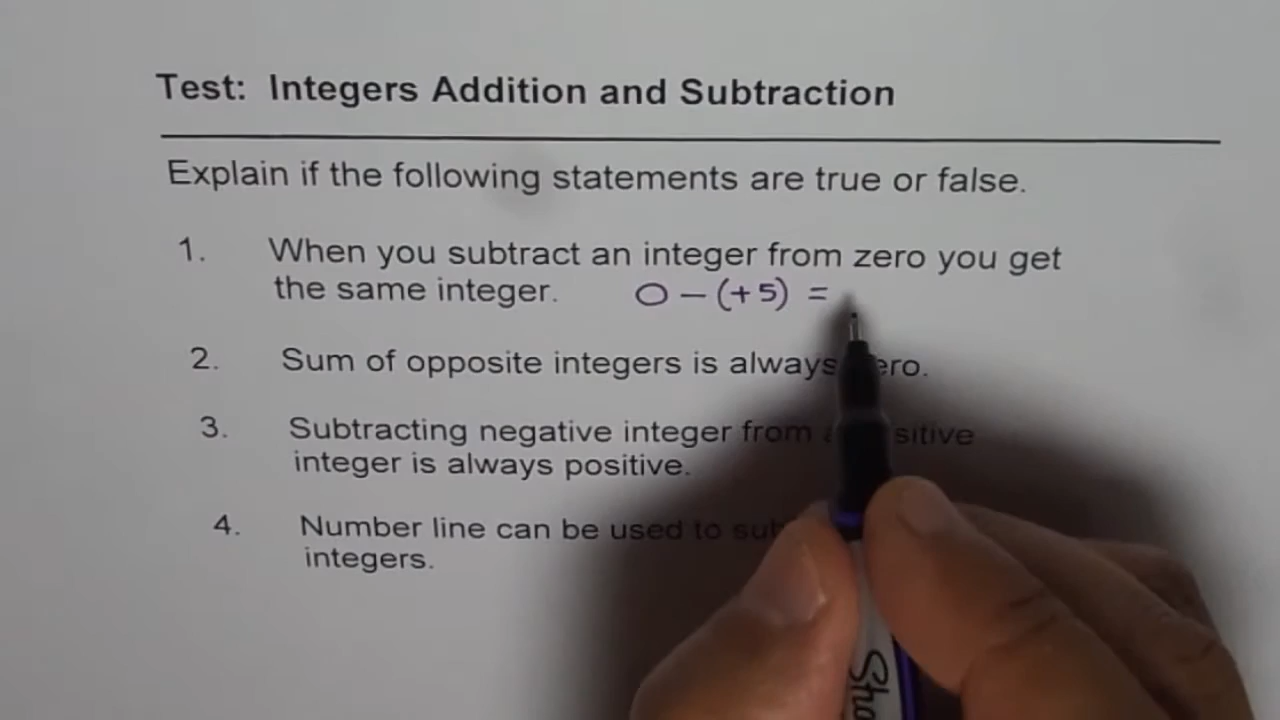 Test: Integers Addition and Subtraction
Explain if the following statements are true or false.
1. When you subtract an integer from zero you get
the same integer. 0 − (+5) =
2. Sum of opposite integers is always
3. Subtracting negative integer from
integer is always positive.
4. Number line can be used to
integers.